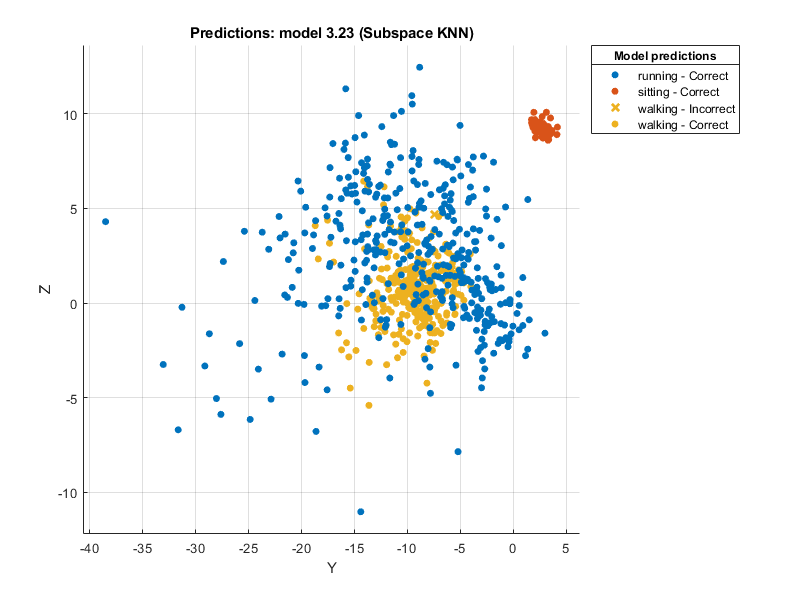 Predictions: model 3.23 (Subspace KNN)
Model predictions
running - Correct
sitting - Correct
walking - Incorrect
walking - Correct
10
5
0
-5
-10
Z
-40 -35 -30 -25 -20 -15 -10 -5 0 5
Y